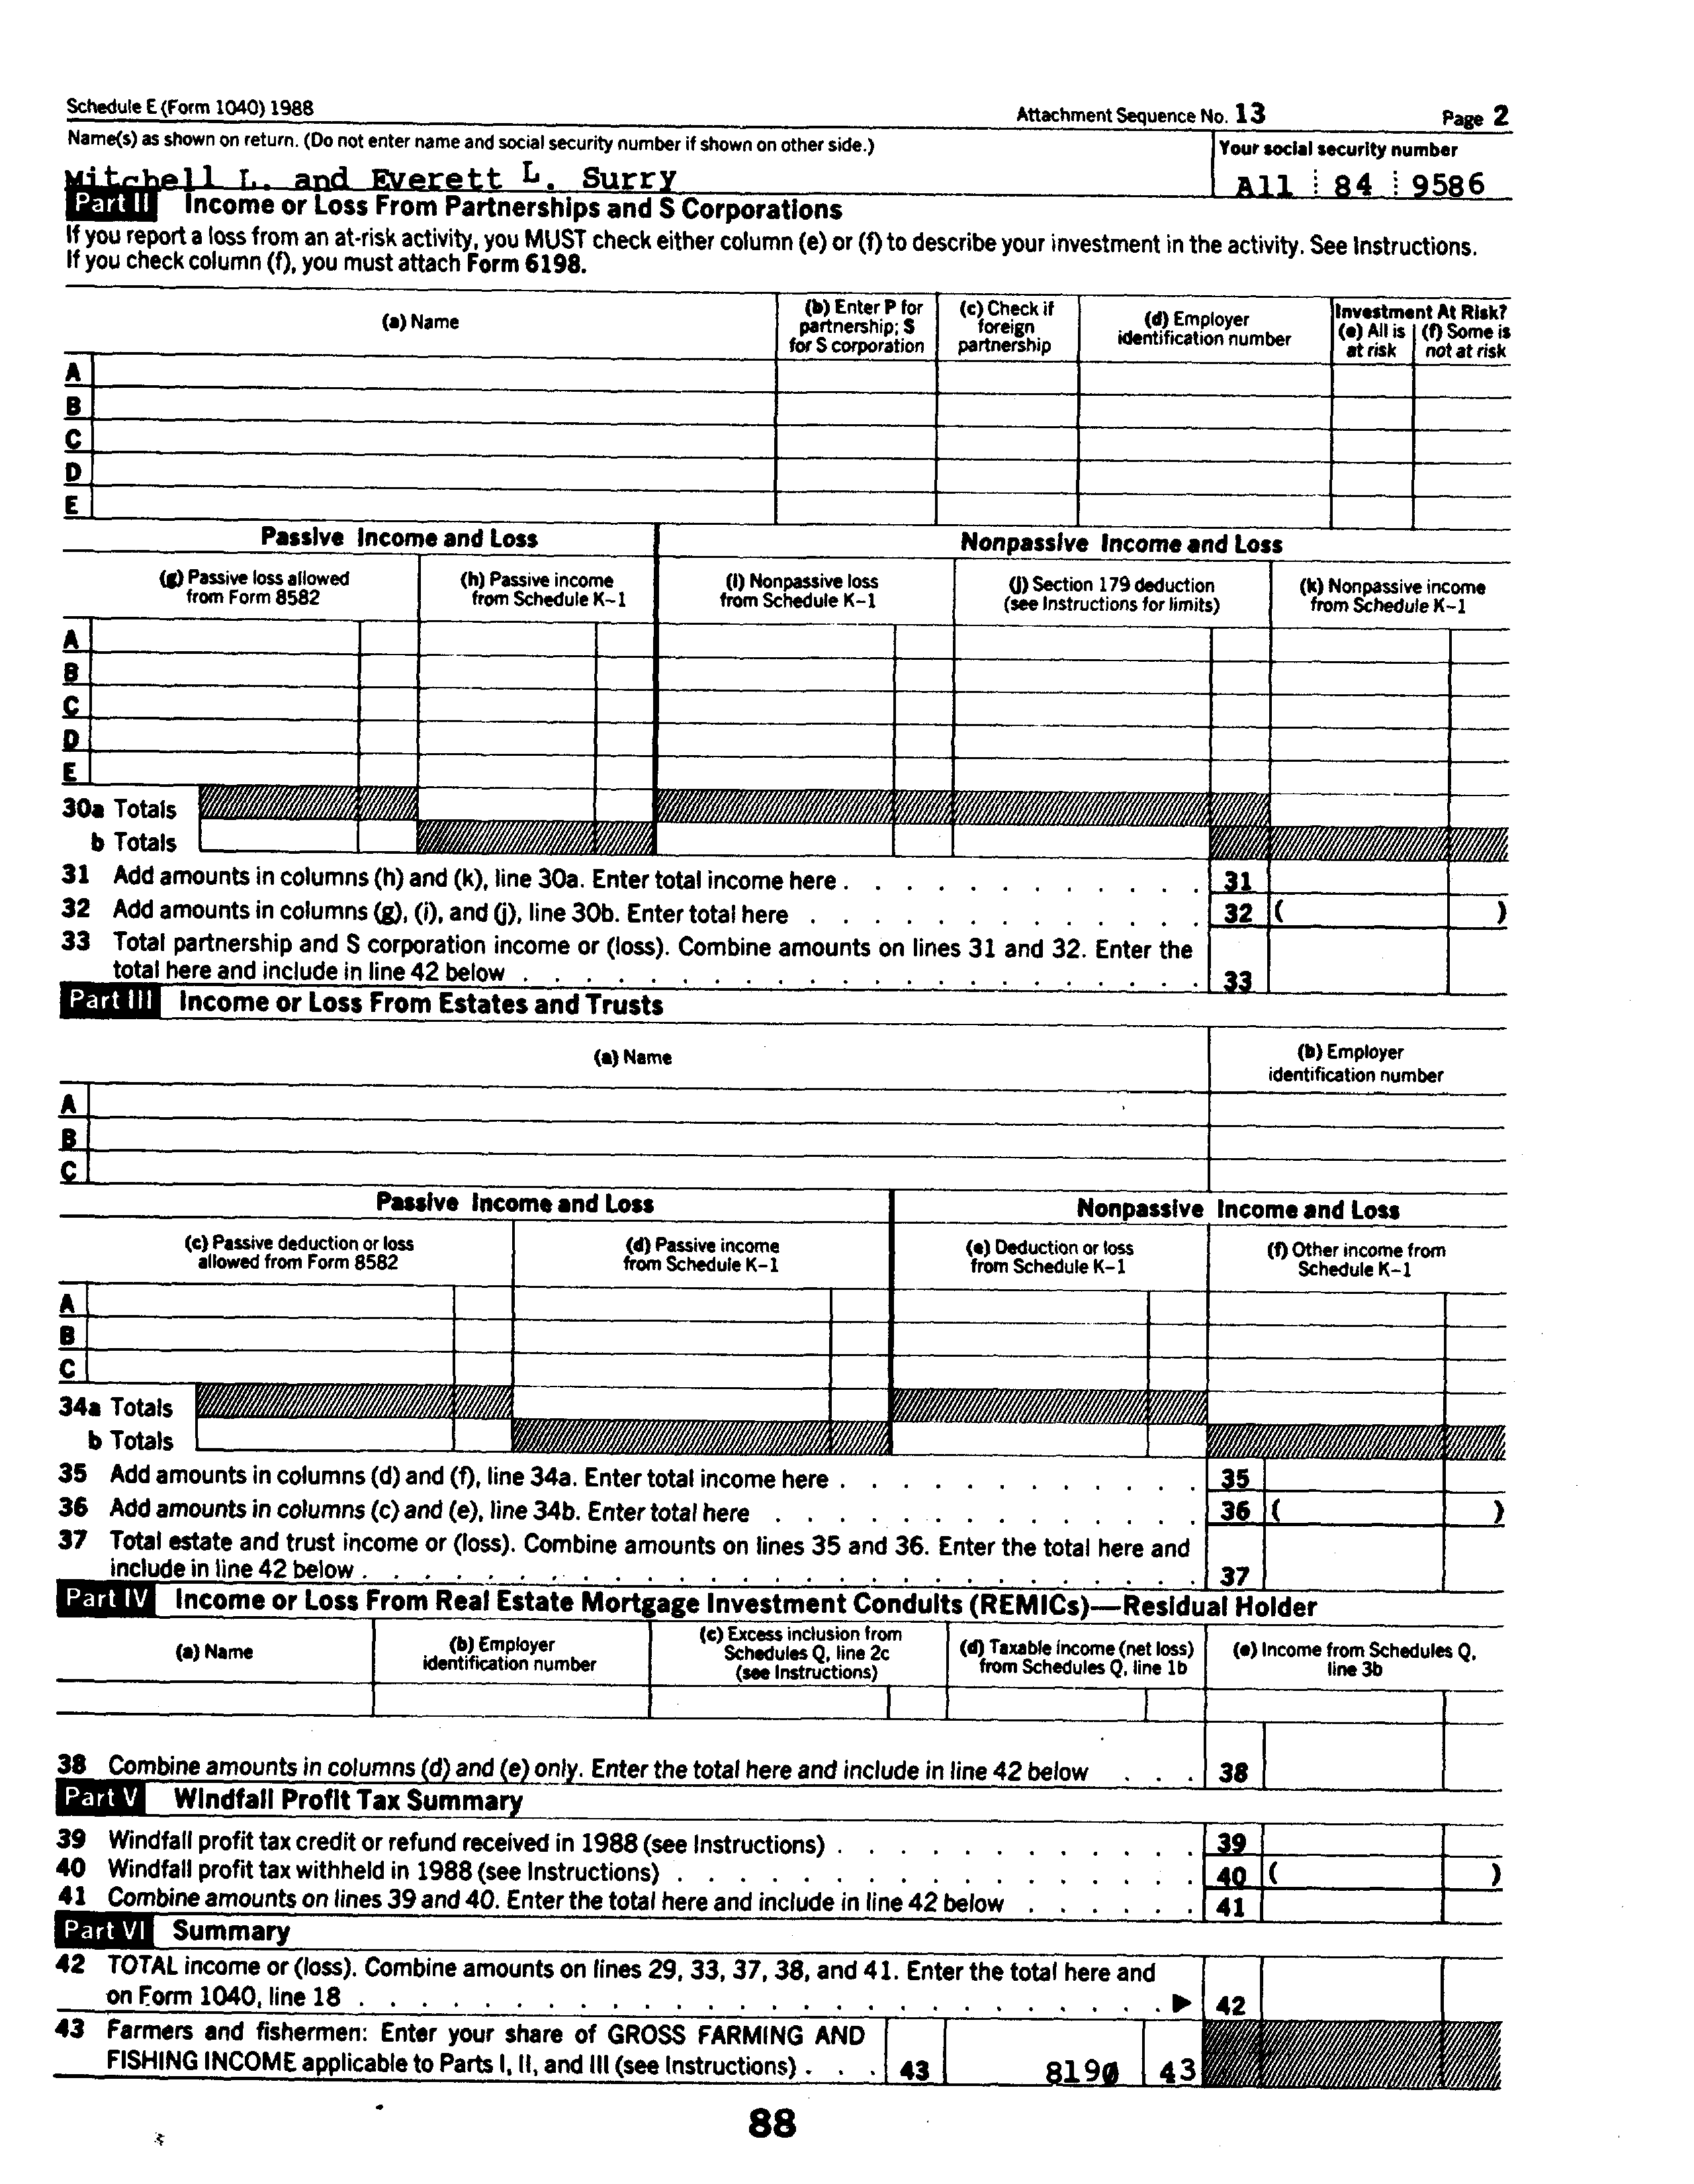 Schedule E (Form 1040) 1988 Attachment Sequence No. 13 Page 2
Name(s) as shown on return. (Do not enter name and social security number if shown on other side.) Your social security number
Mitchell L. and Everett L. Surry All 84 9586
Part II Income or Loss From Partnerships and S Corporations
If you report a loss from an at-risk activity, you MUST check either column (e) or (f) to describe your investment in the activity. See Instructions.
If you check column (f), you must attach Form 6198.
(a) Name
(b) Enter P for
partnership; S
for S corporation
(c) Check if
foreign
partnership
(d) Employer
identification number
Investment At Risk?
(e) All is
at risk
(f) Some is
not at risk
A
B
C
D
E
Passive Income and Loss Nonpassive Income and Loss
(g) Passive loss allowed
from Form 8582
(h) Passive income
from Schedule K–1
(i) Nonpassive loss
from Schedule K–1
(j) Section 179 deduction
(see Instructions for limits)
(k) Nonpassive income
from Schedule K–1
A
B
C
D
E
30a Totals
b Totals
31 Add amounts in columns (h) and (k), line 30a. Enter total income here . . . . . . . . . . . . 31
32 Add amounts in columns (g), (i), and (j), line 30b. Enter total here . . . . . . . . . . . . . 32 ( )
33 Total partnership and S corporation income or (loss). Combine amounts on lines 31 and 32. Enter the
total here and include in line 42 below . . . . . . . . . . . . . . . . . . . . . . 33
Part III Income or Loss From Estates and Trusts
(a) Name
(b) Employer
identification number
A
B
C
Passive Income and Loss Nonpassive Income and Loss
(c) Passive deduction or loss
allowed from Form 8582
(d) Passive income
from Schedule K–1
(e) Deduction or loss
from Schedule K–1
(f) Other income from
Schedule K–1
A
B
C
34a Totals
b Totals
35 Add amounts in columns (d) and (f), line 34a. Enter total income here . . . . . . . . . . . . 35
36 Add amounts in columns (c) and (e), line 34b. Enter total here . . . . . . . . . . . . . . 36 ( )
37 Total estate and trust income or (loss). Combine amounts on lines 35 and 36. Enter the total here and
include in line 42 below . . . . . . . . . . . . . . . . . . . . . . . . . . . 37
Part IV Income or Loss From Real Estate Mortgage Investment Conduits (REMICs)—Residual Holder
(a) Name
(b) Employer
identification number
(c) Excess inclusion from
Schedules Q, line 2c
(see Instructions)
(d) Taxable income (net loss)
from Schedules Q, line 1b
(e) Income from Schedules Q,
line 3b
38 Combine amounts in columns (d) and (e) only. Enter the total here and include in line 42 below . . . 38
Part V Windfall Profit Tax Summary
39 Windfall profit tax credit or refund received in 1988 (see Instructions) . . . . . . . . . . . . 39
40 Windfall profit tax withheld in 1988 (see Instructions) . . . . . . . . . . . . . . . . . 40 ( )
41 Combine amounts on lines 39 and 40. Enter the total here and include in line 42 below . . . . . . 41
Part VI Summary
42 TOTAL income or (loss). Combine amounts on lines 29, 33, 37, 38, and 41. Enter the total here and
on Form 1040, line 18 . . . . . . . . . . . . . . . . . . . . . . . . . . ▶ 42
43 Farmers and fishermen: Enter your share of GROSS FARMING AND
FISHING INCOME applicable to Parts I, II, and III (see Instructions) . . . 43 8190 43
88